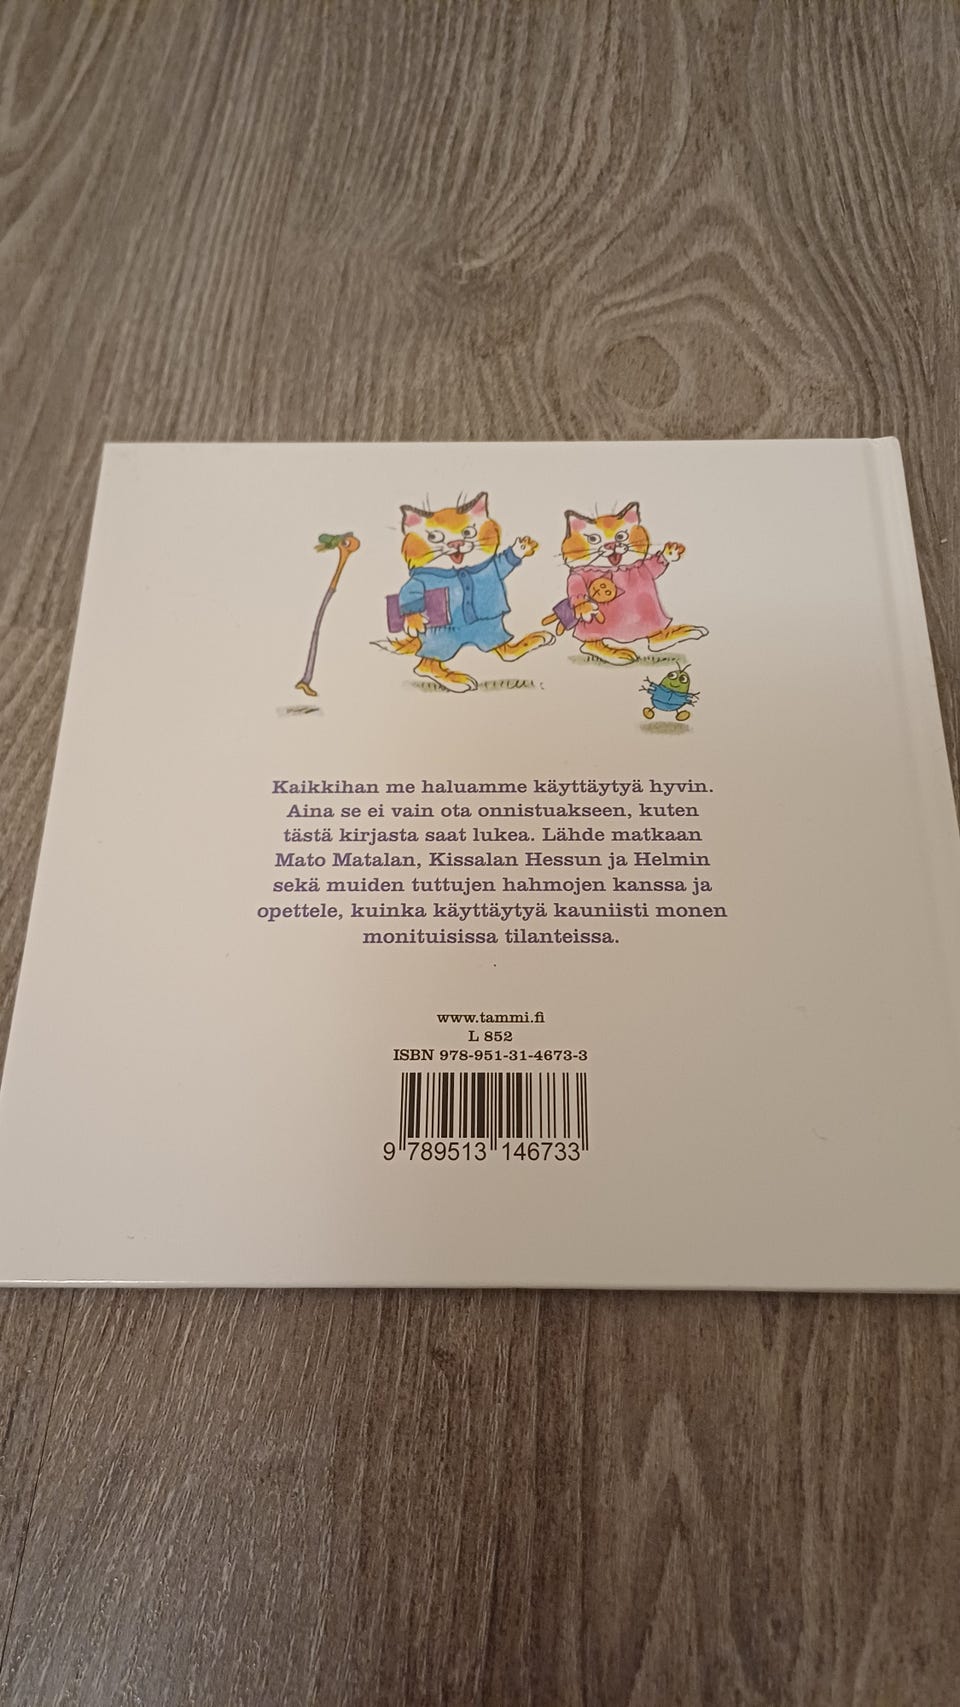 Kaikkihan me haluamme käyttäytyä hyvin.
Aina se ei vain ota onnistuakseen, kuten
tästä kirjasta saat lukea. Lähde matkaan
Mato Matalan, Kissalan Hessun ja Helmin
sekä muiden tuttujen hahmojen kanssa ja
opettele, kuinka käyttäytyä kauniisti monen
monituisissa tilanteissa.
www.tammi.fi
L 852
ISBN 978-951-31-4673-3
9 789513 146733